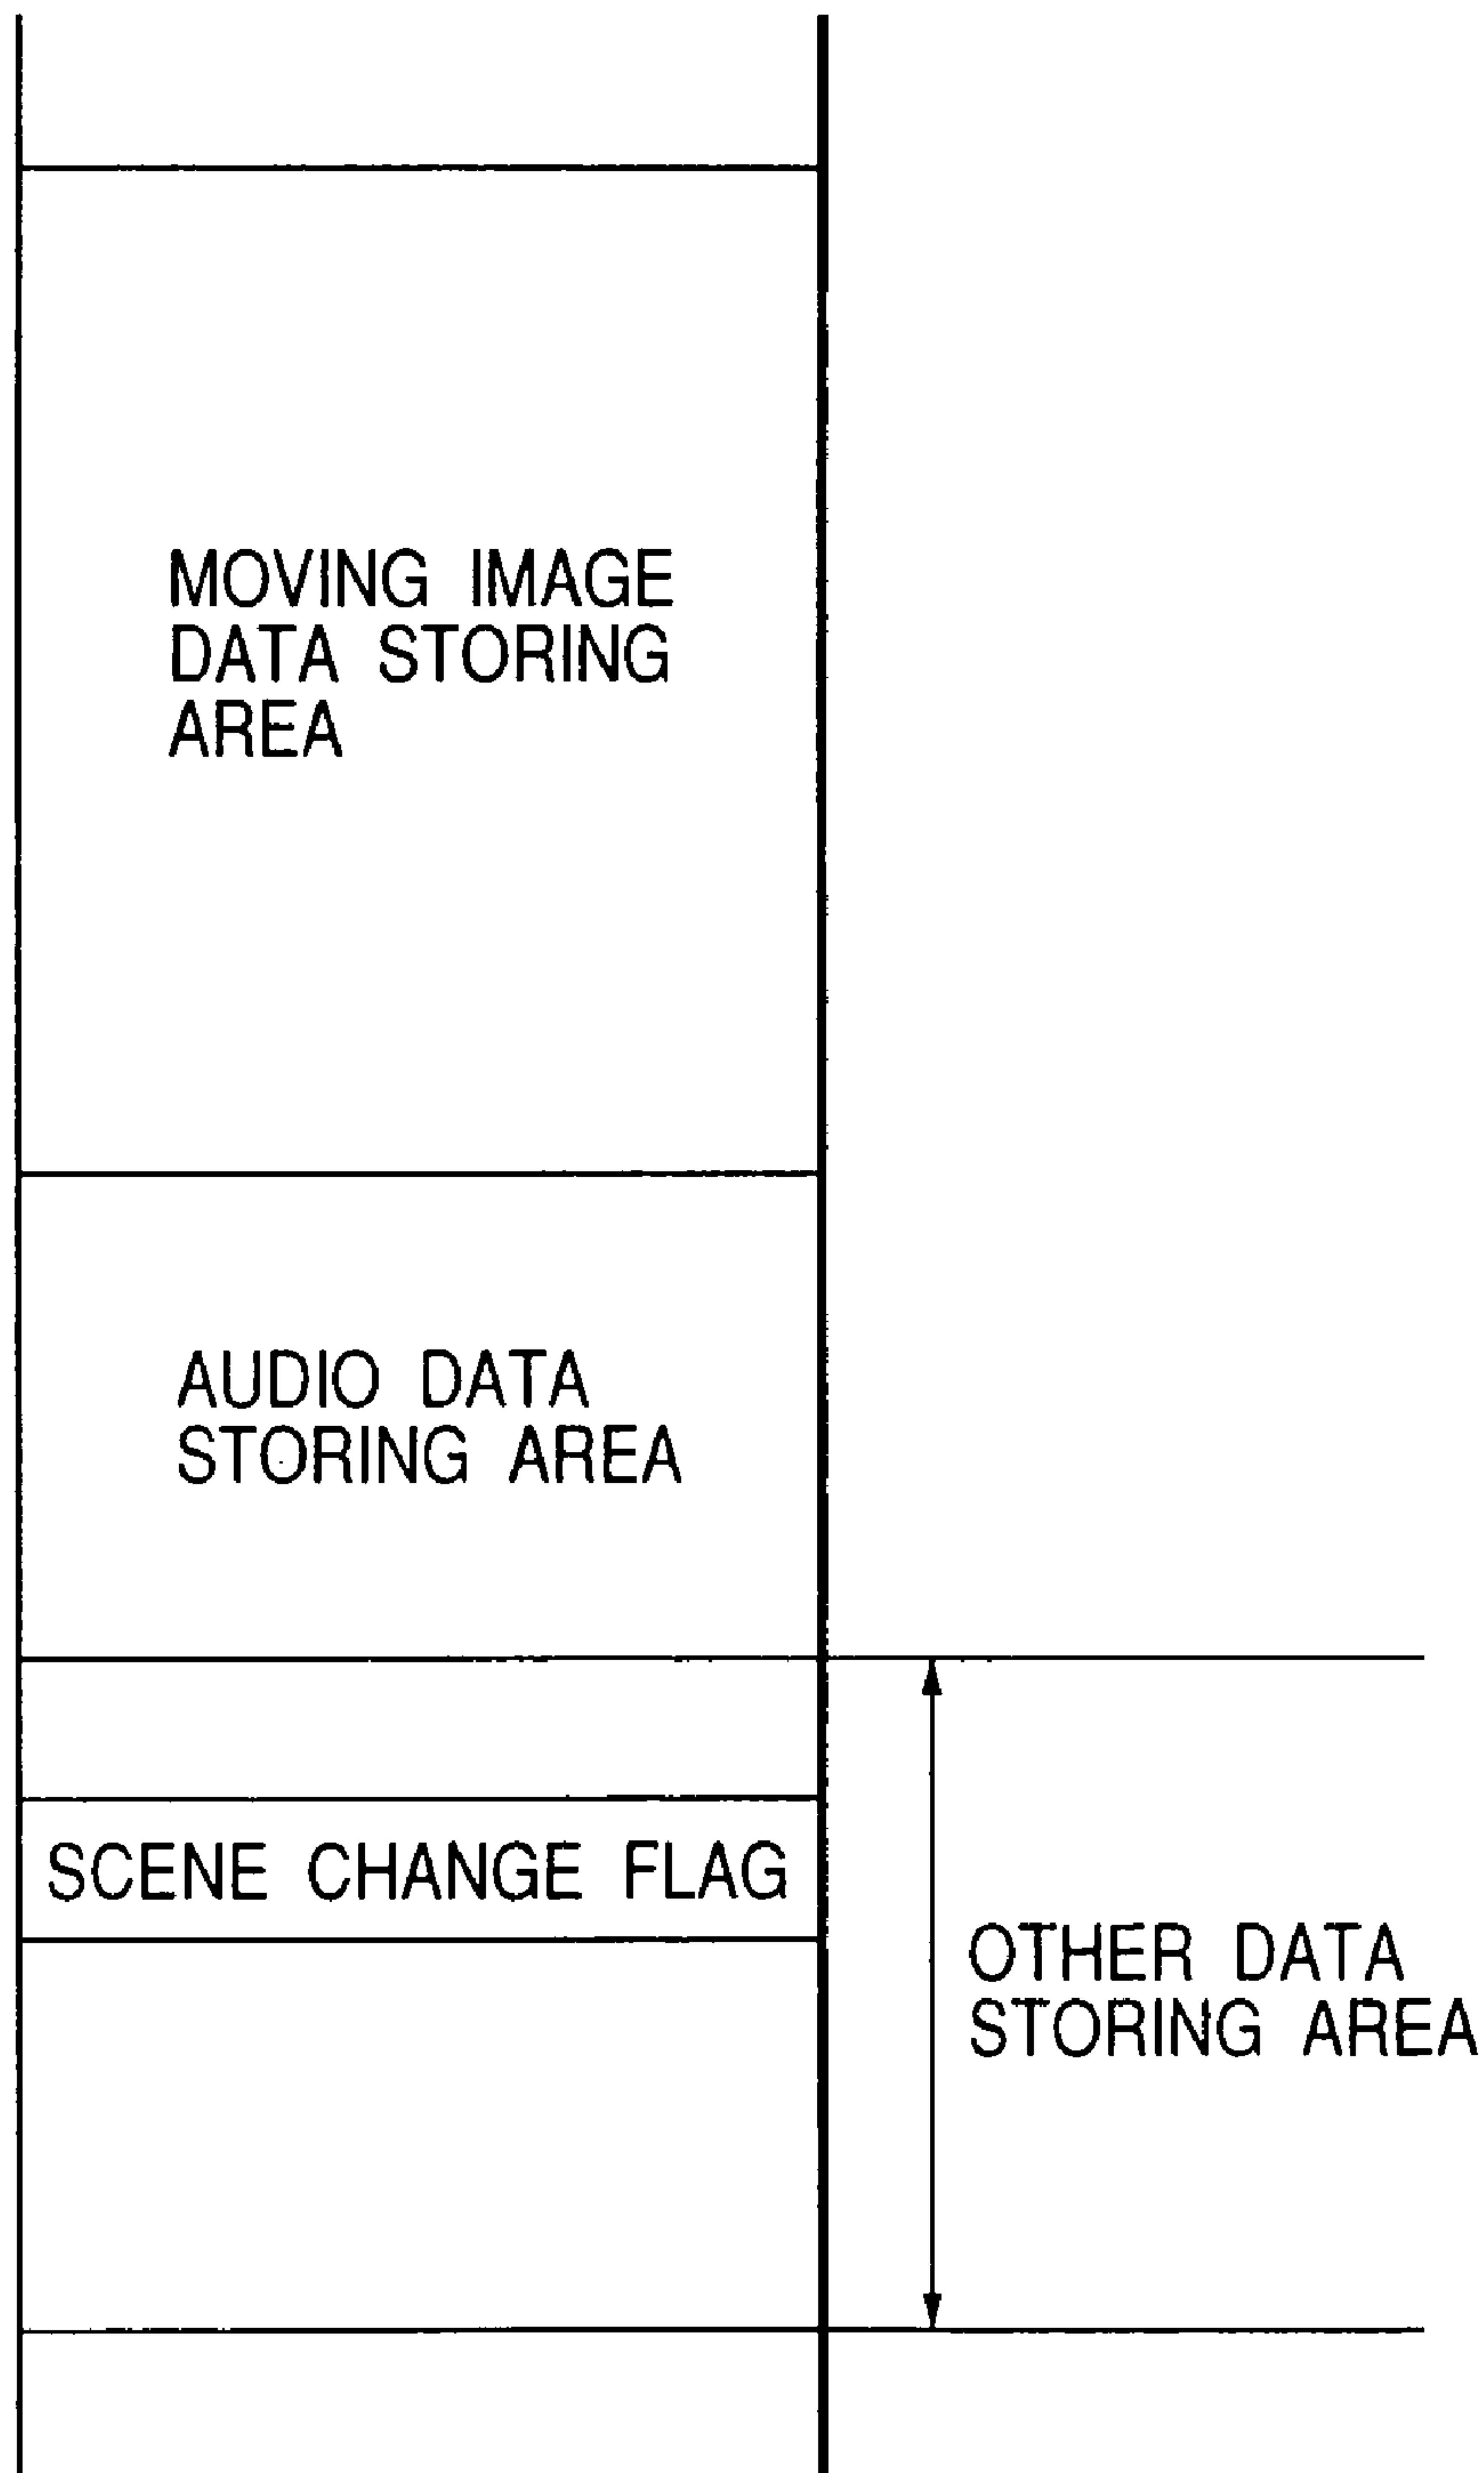 MOVING IMAGE
DATA STORING
AREA
AUDIO DATA
STORING AREA
SCENE CHANGE FLAG
OTHER DATA
STORING AREA